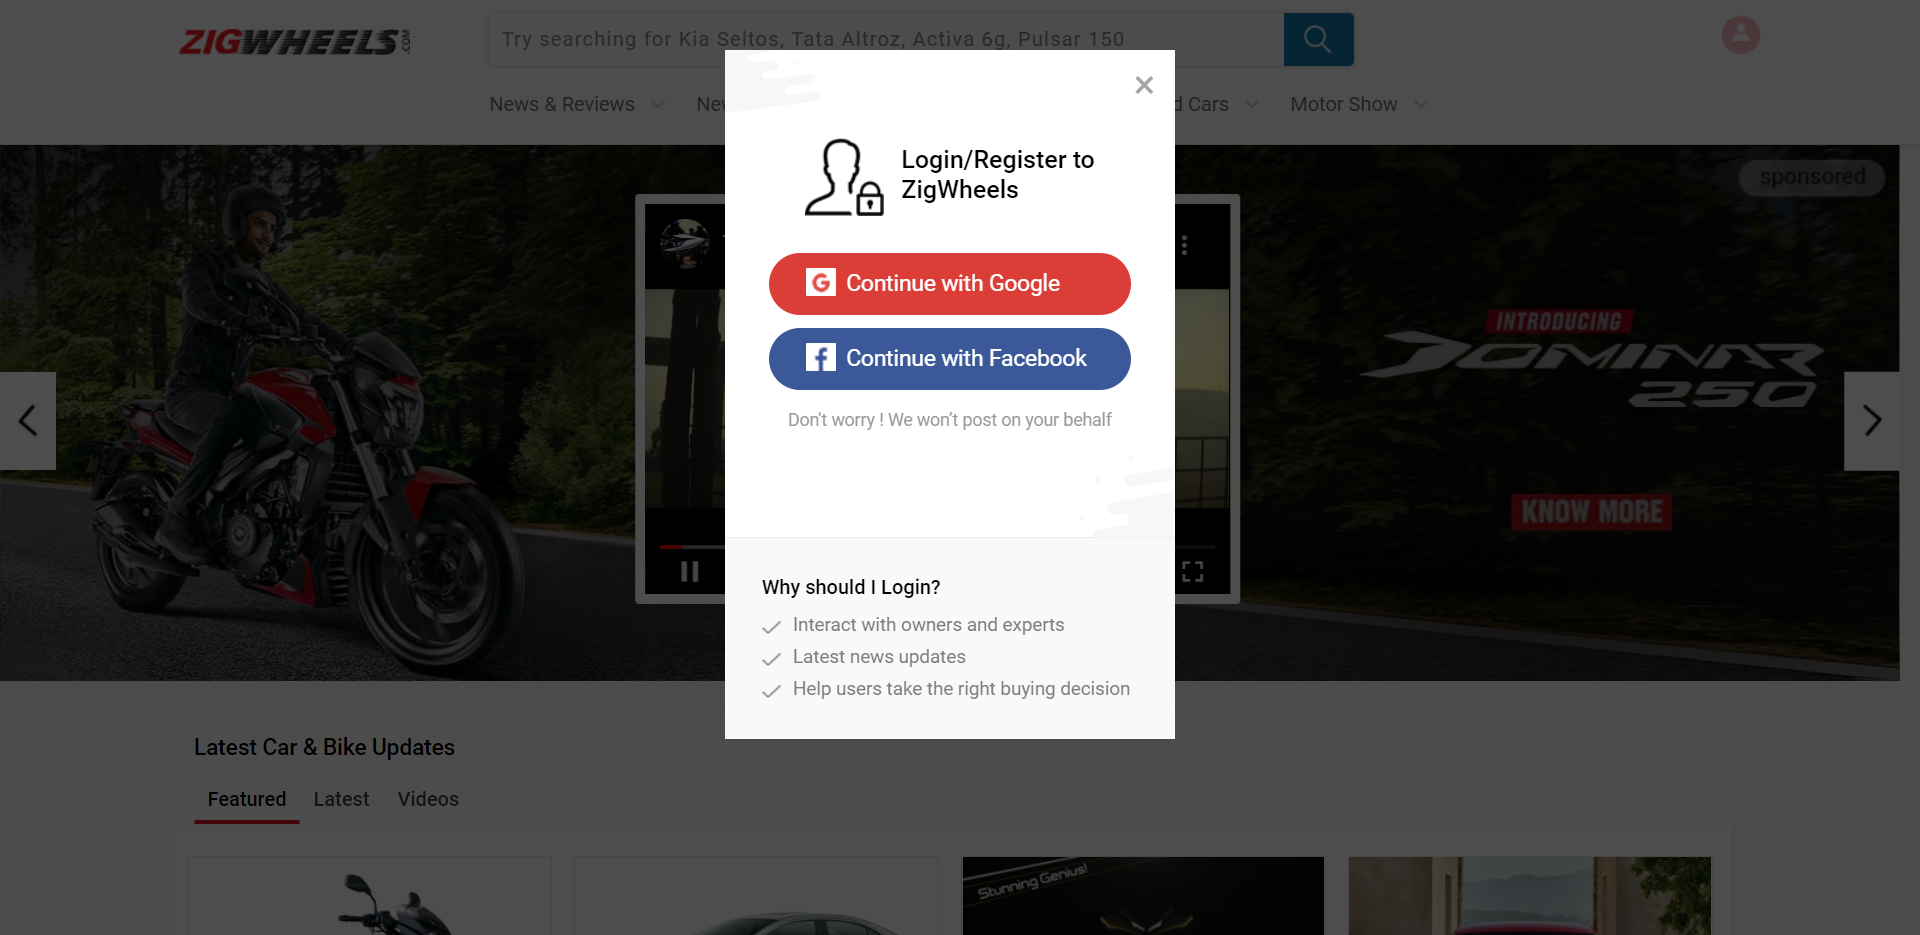 ZIGWHEELS.COM
Try searching for Kia Seltos, Tata Altroz, Activa 6g, Pulsar 150
News & Reviews
Cars
Motor Show
Login/Register to
ZigWheels
sponsored
Continue with Google
Continue with Facebook
Don't worry ! We won’t post on your behalf
INTRODUCING
DOMINAR
250
KNOW MORE
Why should I Login?
Interact with owners and experts
Latest news updates
Help users take the right buying decision
Latest Car & Bike Updates
Featured Latest Videos
Stunning Genius!